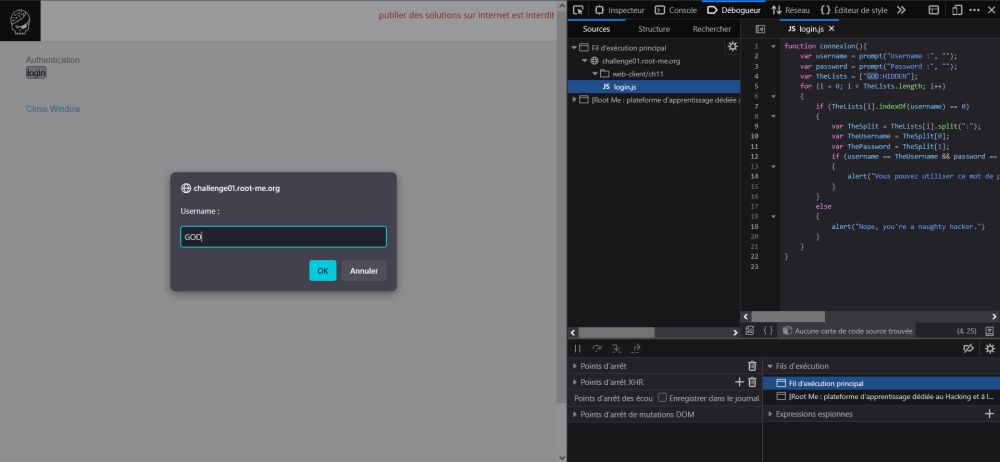 publier des solutions sur internet est interdit
Authentication
login
Close Window
challenge01.root-me.org
Username :
GOD
OK Annuler
Inspecteur Console Débogueur Réseau Éditeur de style
Sources Structure Rechercher
Fil d'exécution principal
challenge01.root-me.org
web-client/ch11
login.js
[Root Me : plateforme d'apprentissage dédiée a
login.js
1 function connexion(){
2 var username = prompt("Username :", "");
3 var password = prompt("Password :", "");
4 var TheLists = ["GOD:HIDDEN"];
5 for (i = 0; i < TheLists.length; i++)
6 {
7 if (TheLists[i].indexOf(username) == 0)
8 {
9 var TheSplit = TheLists[i].split(":");
10 var TheUsername = TheSplit[0];
11 var ThePassword = TheSplit[1];
12 if (username == TheUsername && password ==
13 {
14 alert("Vous pouvez utiliser ce mot de
15 }
16 }
17 else
18 {
19 alert("Nope, you're a naughty hacker.")
20 }
21 }
22 }
23
{ } Aucune carte de code source trouvée (4, 25)
Points d'arrêt
Points d'arrêt XHR
Points d'arrêt des écou Enregistrer dans le journal
Points d'arrêt de mutations DOM
Fils d'exécution
Fil d'exécution principal
[Root Me : plateforme d'apprentissage dédiée au Hacking et à l...
Expressions espionnes